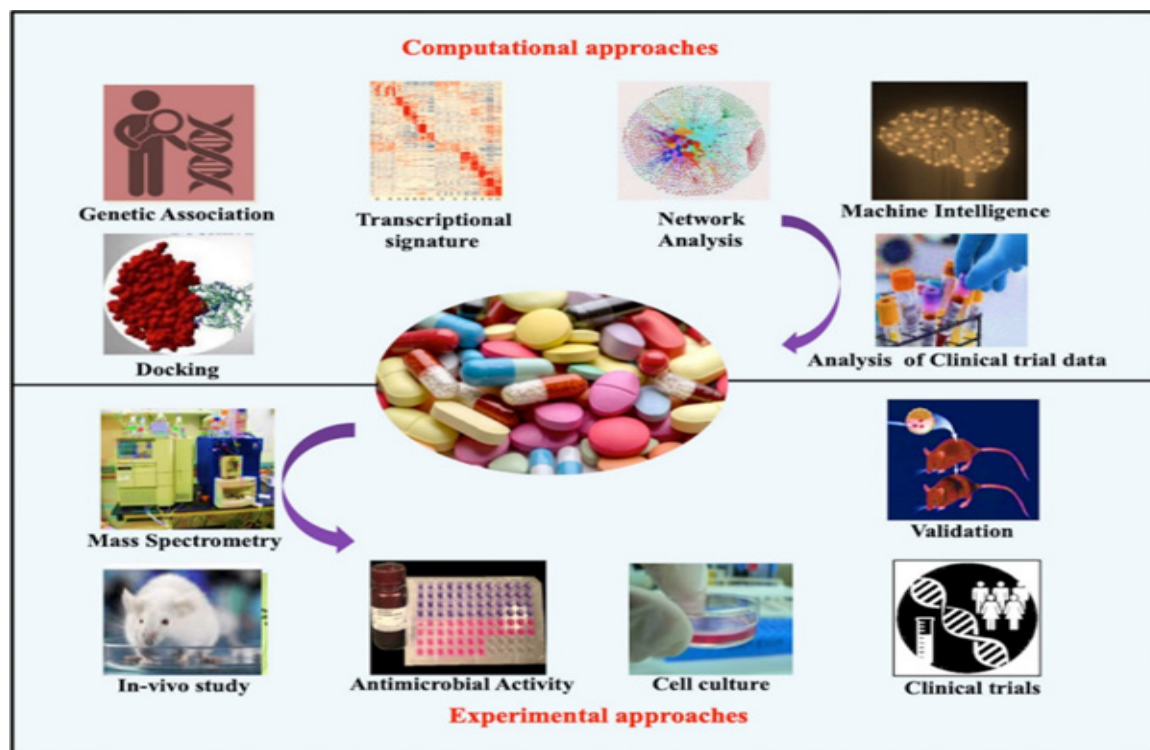 Computational approaches
Genetic Association
Transcriptional
signature
Network
Analysis
Machine Intelligence
Docking
Analysis of Clinical trial data
Mass Spectrometry
Validation
In-vivo study
Antimicrobial Activity
Cell culture
Clinical trials
Experimental approaches